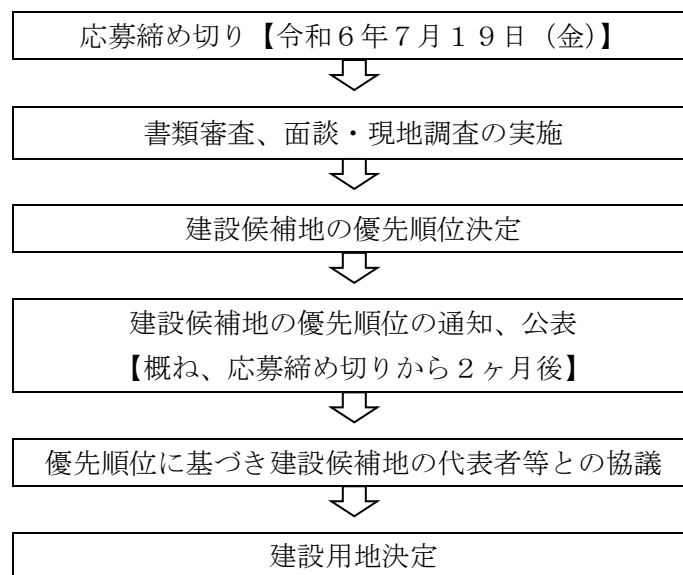 応募締め切り【令和６年７月１９日（金）】
書類審査、面談・現地調査の実施
建設候補地の優先順位決定
建設候補地の優先順位の通知、公表
【概ね、応募締め切りから２ヶ月後】
優先順位に基づき建設候補地の代表者等との協議
建設用地決定